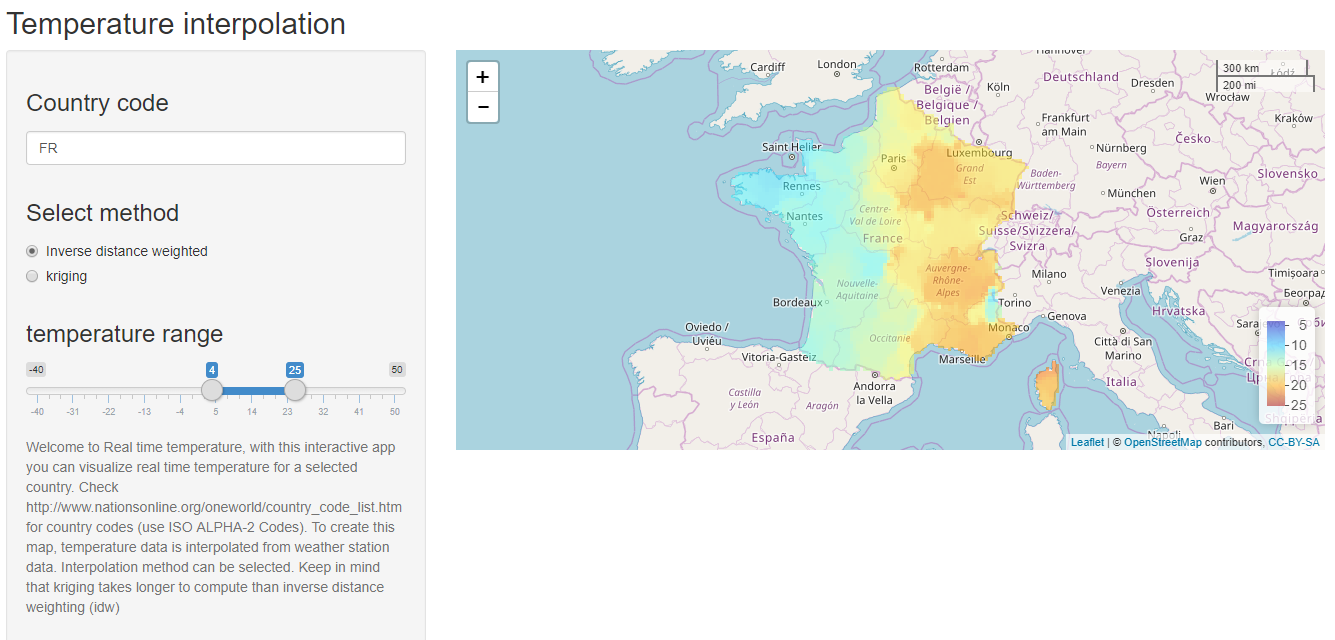 Temperature interpolation
Country code
FR
Select method
Inverse distance weighted
kriging
temperature range
-40
4
25
50
-40
-31
-22
-13
-4
5
14
23
32
41
50
Welcome to Real time temperature, with this interactive app
you can visualize real time temperature for a selected
country. Check
http://www.nationsonline.org/oneworld/country_code_list.htm
for country codes (use ISO ALPHA-2 Codes). To create this
map, temperature data is interpolated from weather station
data. Interpolation method can be selected. Keep in mind
that kriging takes longer to compute than inverse distance
weighting (idw)
+
−
300 km
200 mi
Hannover
Cardiff
London
Rotterdam
Deutschland
Łódź
België /
Belgique /
Belgien
Köln
Dresden
Wrocław
Frankfurt
am Main
Kraków
Česko
Saint Helier
Paris
Luxembourg
Nürnberg
Bayern
Grand
Est
Baden-
Württemberg
Slovensko
Rennes
München
Wien
Nantes
Centre-
Val de Loire
Schweiz/
Suisse/Svizzera/
Svizra
Österreich
Magyarország
France
Graz
Slovenija
Auvergne-
Rhône-
Alpes
Milano
Timișoara
Nouvelle-
Aquitaine
Torino
Venezia
Београд
Bordeaux
Genova
Hrvatska
Oviedo /
Uviéu
Occitanie
Monaco
Città di San
Marino
Vitoria-Gasteiz
Marseille
Andorra
la Vella
Italia
Castilla
y León
Aragón
España
Napoli
Bari
Shqipëria
5
10
15
20
25
Leaflet | © OpenStreetMap contributors, CC-BY-SA